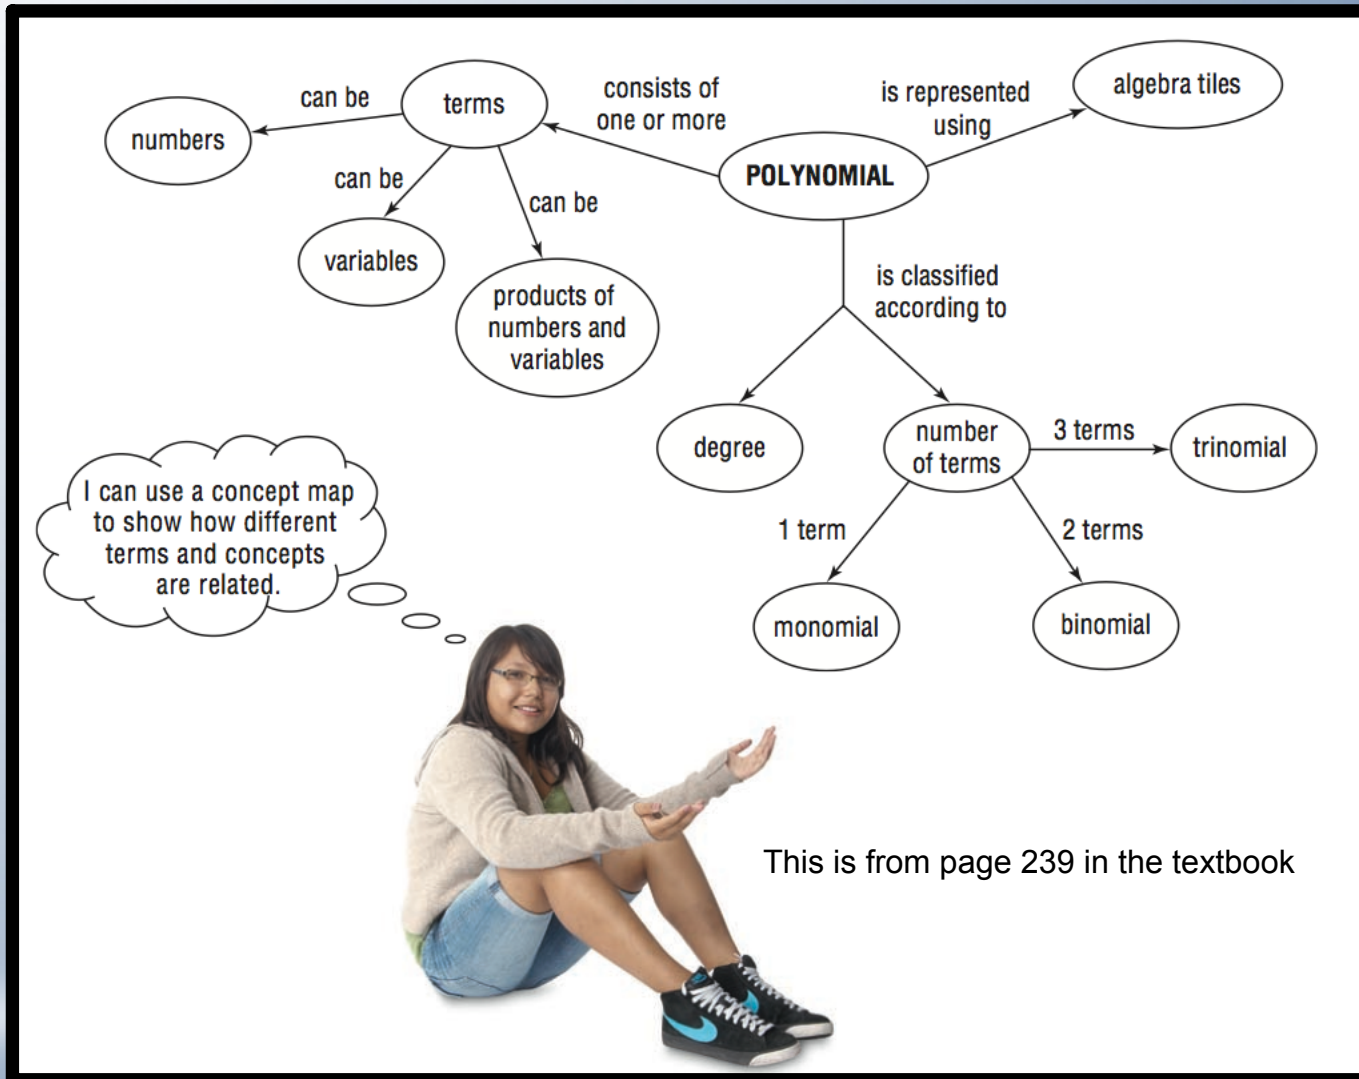 can be
terms
consists of
one or more
is represented
using
algebra tiles
numbers
POLYNOMIAL
can be
can be
variables
products of
numbers and
variables
is classified
according to
degree
number
of terms
3 terms
trinomial
1 term
2 terms
monomial
binomial
I can use a concept map
to show how different
terms and concepts
are related.
This is from page 239 in the textbook